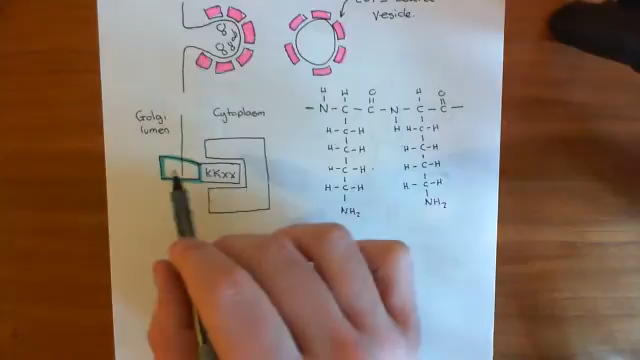 vesicle.
Golgi
lumen
Cytoplasm
KKXX
H H O H O
- N - C - C - N - C - C -
H
H-C-H H-C-H
H-C-H H-C-H
H-C-H H-C-H
H-C-H H-C-H
NH₂ NH₂